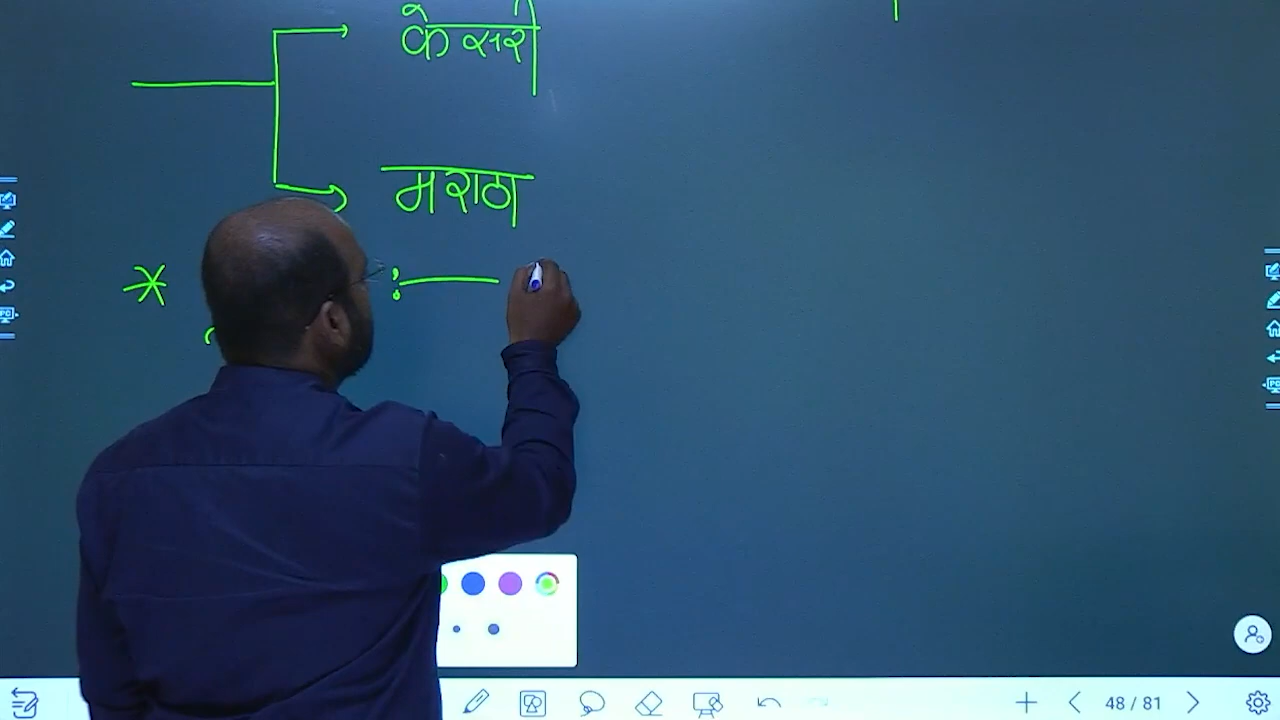 केसरी
मराठा
* :—
48 / 81